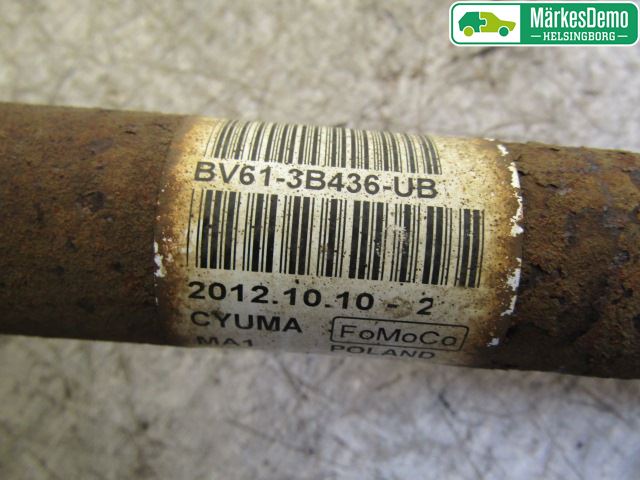 MärkesDemo
HELSINGBORG
BV61-3B436-UB
2012.10.10 - 2
CYUMA FoMoCo
MA1 POLAND